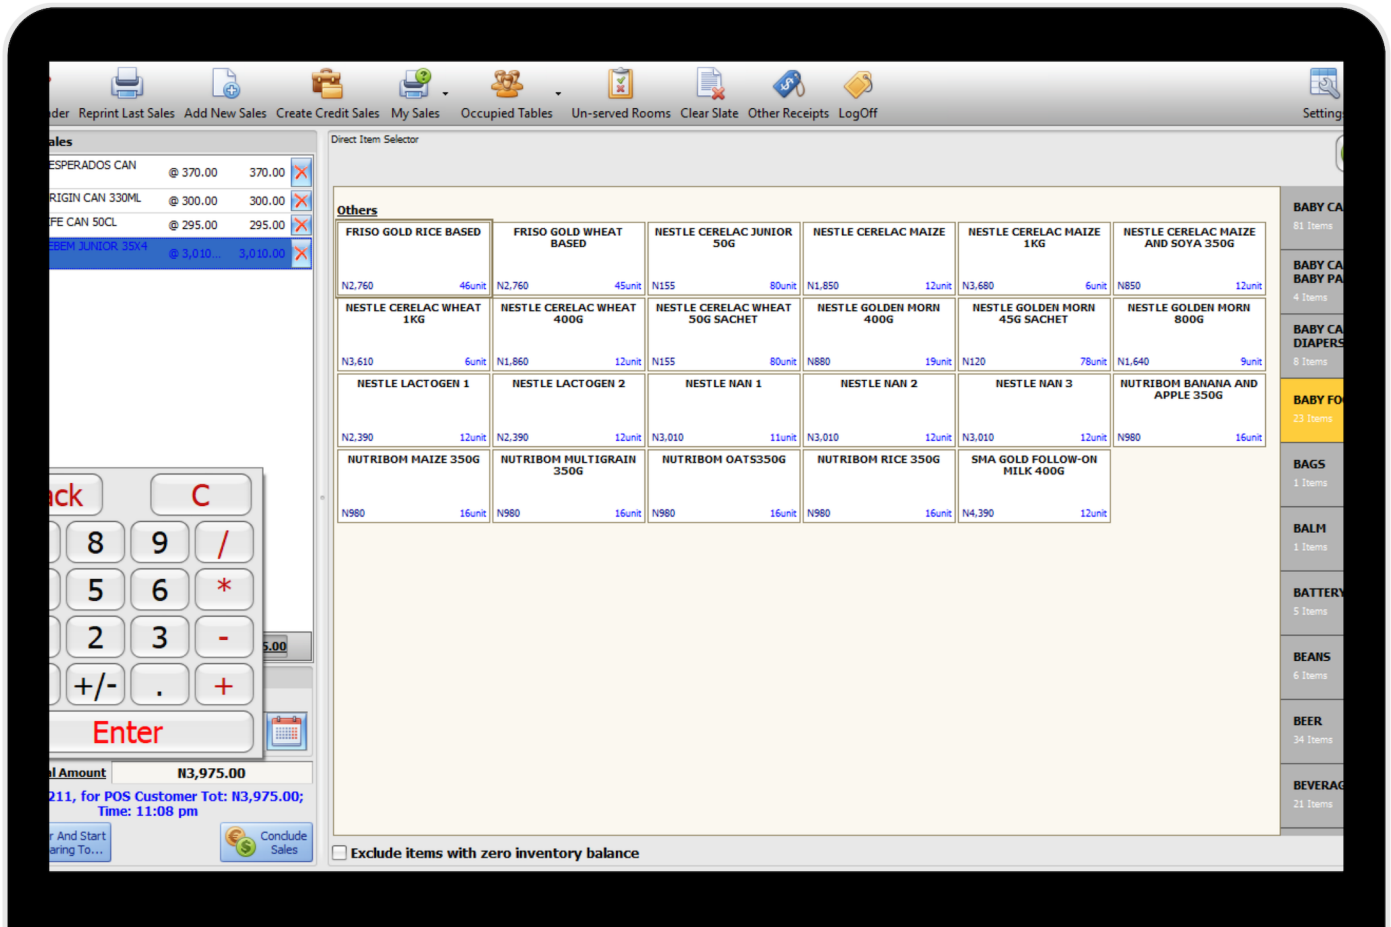 der Reprint Last Sales Add New Sales Create Credit Sales My Sales Occupied Tables Un-served Rooms Clear Slate Other Receipts LogOff Setting
ales
Direct Item Selector
ESPERADOS CAN @ 370.00 370.00
RIGIN CAN 330ML @ 300.00 300.00
FE CAN 50CL @ 295.00 295.00
EBEM JUNIOR 35X4 @ 3,010... 3,010.00
Others
FRISO GOLD RICE BASED
N2,760 46unit
FRISO GOLD WHEAT
BASED
N2,760 45unit
NESTLE CERELAC JUNIOR
50G
N155 80unit
NESTLE CERELAC MAIZE
N1,850 12unit
NESTLE CERELAC MAIZE
1KG
N3,680 6unit
NESTLE CERELAC MAIZE
AND SOYA 350G
N850 12unit
NESTLE CERELAC WHEAT
1KG
N3,610 6unit
NESTLE CERELAC WHEAT
400G
N1,860 12unit
NESTLE CERELAC WHEAT
50G SACHET
N155 80unit
NESTLE GOLDEN MORN
400G
N880 19unit
NESTLE GOLDEN MORN
45G SACHET
N120 78unit
NESTLE GOLDEN MORN
800G
N1,640 9unit
NESTLE LACTOGEN 1
N2,390 12unit
NESTLE LACTOGEN 2
N2,390 12unit
NESTLE NAN 1
N3,010 11unit
NESTLE NAN 2
N3,010 12unit
NESTLE NAN 3
N3,010 12unit
NUTRIBOM BANANA AND
APPLE 350G
N980 16unit
NUTRIBOM MAIZE 350G
N980 16unit
NUTRIBOM MULTIGRAIN
350G
N980 16unit
NUTRIBOM OATS350G
N980 16unit
NUTRIBOM RICE 350G
N980 16unit
SMA GOLD FOLLOW-ON
MILK 400G
N4,390 12unit
BABY CA
81 Items
BABY CA
BABY PA
4 Items
BABY CA
DIAPERS
8 Items
BABY FO
23 Items
BAGS
1 Items
BALM
1 Items
BATTERY
5 Items
BEANS
6 Items
BEER
34 Items
BEVERAG
21 Items
ack C
8 9 /
5 6 *
2 3 -
+/- . +
Enter
5.00
l Amount N3,975.00
211, for POS Customer Tot: N3,975.00;
Time: 11:08 pm
r And Start
aring To...
Conclude
Sales
Exclude items with zero inventory balance